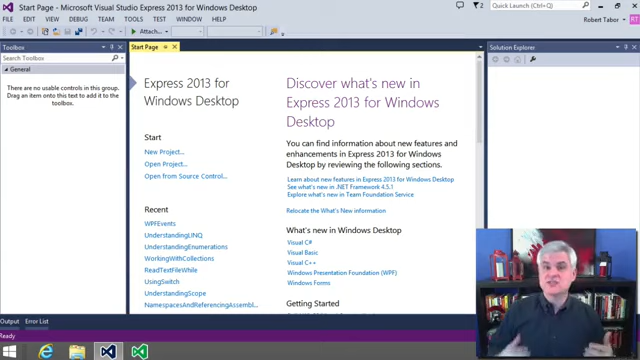 Start Page - Microsoft Visual Studio Express 2013 for Windows Desktop
2
Quick Launch (Ctrl+Q)
FILE EDIT VIEW DEBUG TEAM TOOLS TEST WINDOW HELP
Robert Tabor
RT
Attach...
Toolbox
Start Page
Solution Explorer
Search Toolbox
General
There are no usable controls in this group.
Drag an item onto this text to add it to the
toolbox.
Express 2013 for
Windows Desktop
Start
New Project...
Open Project...
Open from Source Control...
Recent
WPFEvents
UnderstandingLINQ
UnderstandingEnumerations
WorkingWithCollections
ReadTextFileWhile
UsingSwitch
UnderstandingScope
NamespacesAndReferencingAssembl...
Discover what's new in
Express 2013 for Windows
Desktop
You can find information about new features and
enhancements in Express 2013 for Windows
Desktop by reviewing the following sections.
Learn about new features in Express 2013 for Windows Desktop
See what's new in .NET Framework 4.5.1
Explore what's new in Team Foundation Service
Relocate the What's New information
What's new in Windows Desktop
Visual C#
Visual Basic
Visual C++
Windows Presentation Foundation (WPF)
Windows Forms
Getting Started
Output Error List
Ready